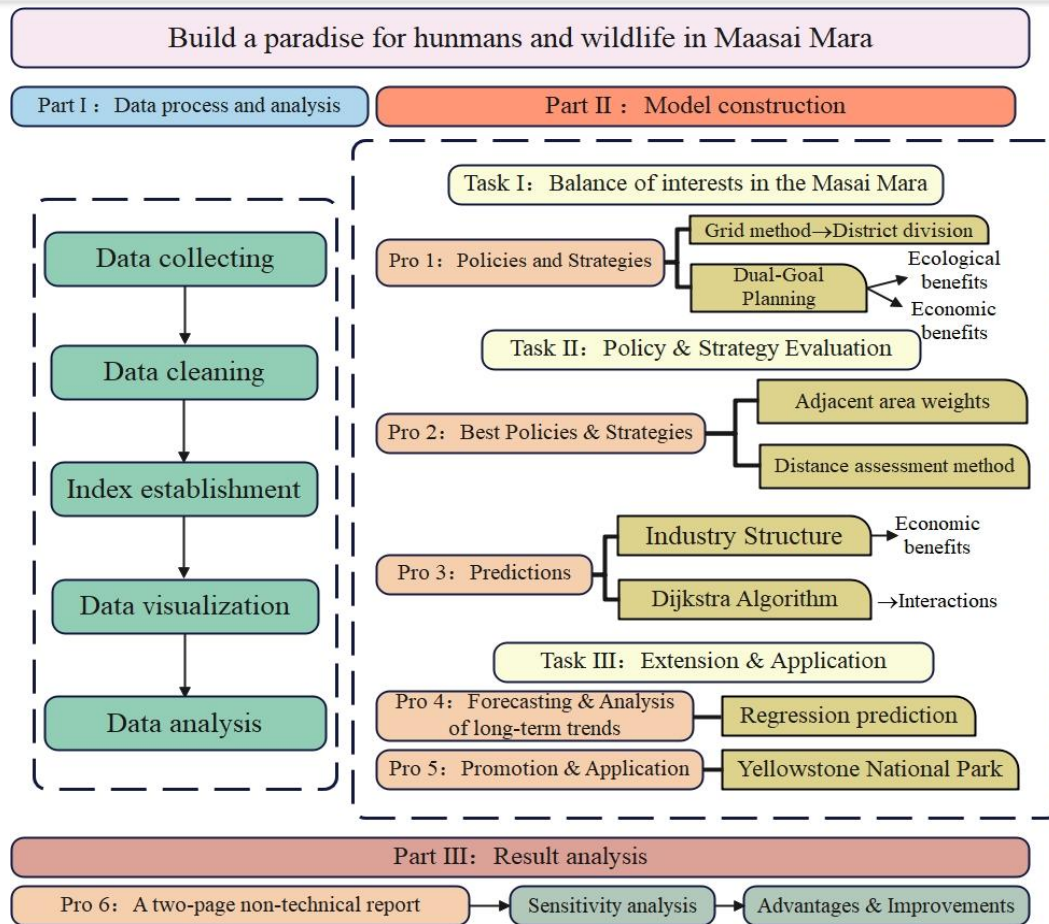 Build a paradise for hunmans and wildlife in Maasai Mara
Part I： Data process and analysis
Part II ： Model construction
Data collecting
Data cleaning
Index establishment
Data visualization
Data analysis
Task I： Balance of interests in the Masai Mara
Pro 1： Policies and Strategies
Grid method→District division
Dual-Goal
Planning
Ecological
benefits
Economic
benefits
Task II： Policy & Strategy Evaluation
Pro 2： Best Policies & Strategies
Adjacent area weights
Distance assessment method
Pro 3： Predictions
Industry Structure
Economic
benefits
Dijkstra Algorithm
→Interactions
Task III： Extension & Application
Pro 4： Forecasting & Analysis
of long-term trends
Regression prediction
Pro 5： Promotion & Application
Yellowstone National Park
Part III： Result analysis
Pro 6： A two-page non-technical report
Sensitivity analysis
Advantages & Improvements